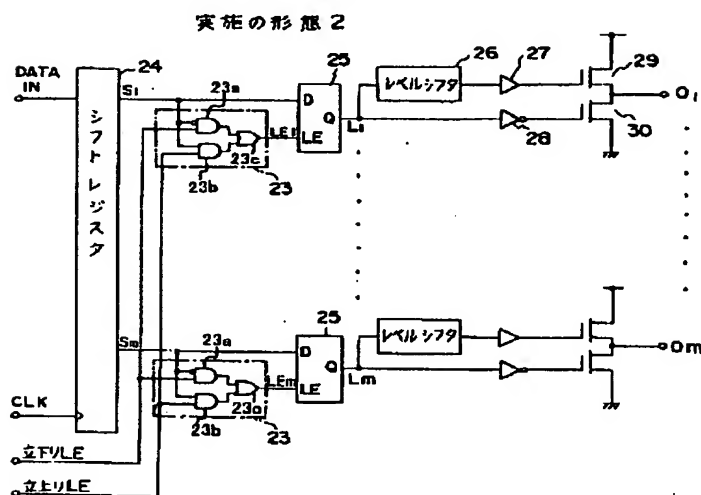 実施の形態2
DATA
IN
24
シフトレジスタ
S1
23a
23b
23c
LE1
23
25
D
Q
LE
L1
26
レベルシフタ
27
28
29
30
O1
Sm
23a
23b
23c
LEm
23
25
D
Q
LE
Lm
レベルシフタ
Om
CLK
立下りLE
立上りLE